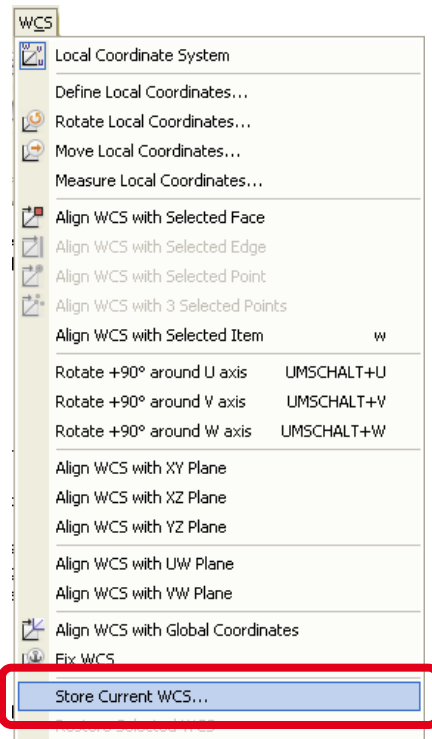 WCS
Local Coordinate System
Define Local Coordinates...
Rotate Local Coordinates...
Move Local Coordinates...
Measure Local Coordinates...
Align WCS with Selected Face
Align WCS with Selected Edge
Align WCS with Selected Point
Align WCS with 3 Selected Points
Align WCS with Selected Item w
Rotate +90° around U axis UMSCHALT+U
Rotate +90° around V axis UMSCHALT+V
Rotate +90° around W axis UMSCHALT+W
Align WCS with XY Plane
Align WCS with XZ Plane
Align WCS with YZ Plane
Align WCS with UW Plane
Align WCS with VW Plane
Align WCS with Global Coordinates
Fix WCS
Store Current WCS...
Restore Selected WCS